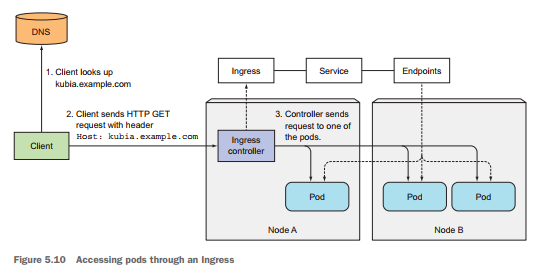 DNS
1. Client looks up
kubia.example.com
Ingress
Service
Endpoints
2. Client sends HTTP GET
request with header
Host: kubia.example.com
3. Controller sends
request to one of
the pods.
Client
Ingress
controller
Pod
Pod
Pod
Node A
Node B
Figure 5.10 Accessing pods through an Ingress